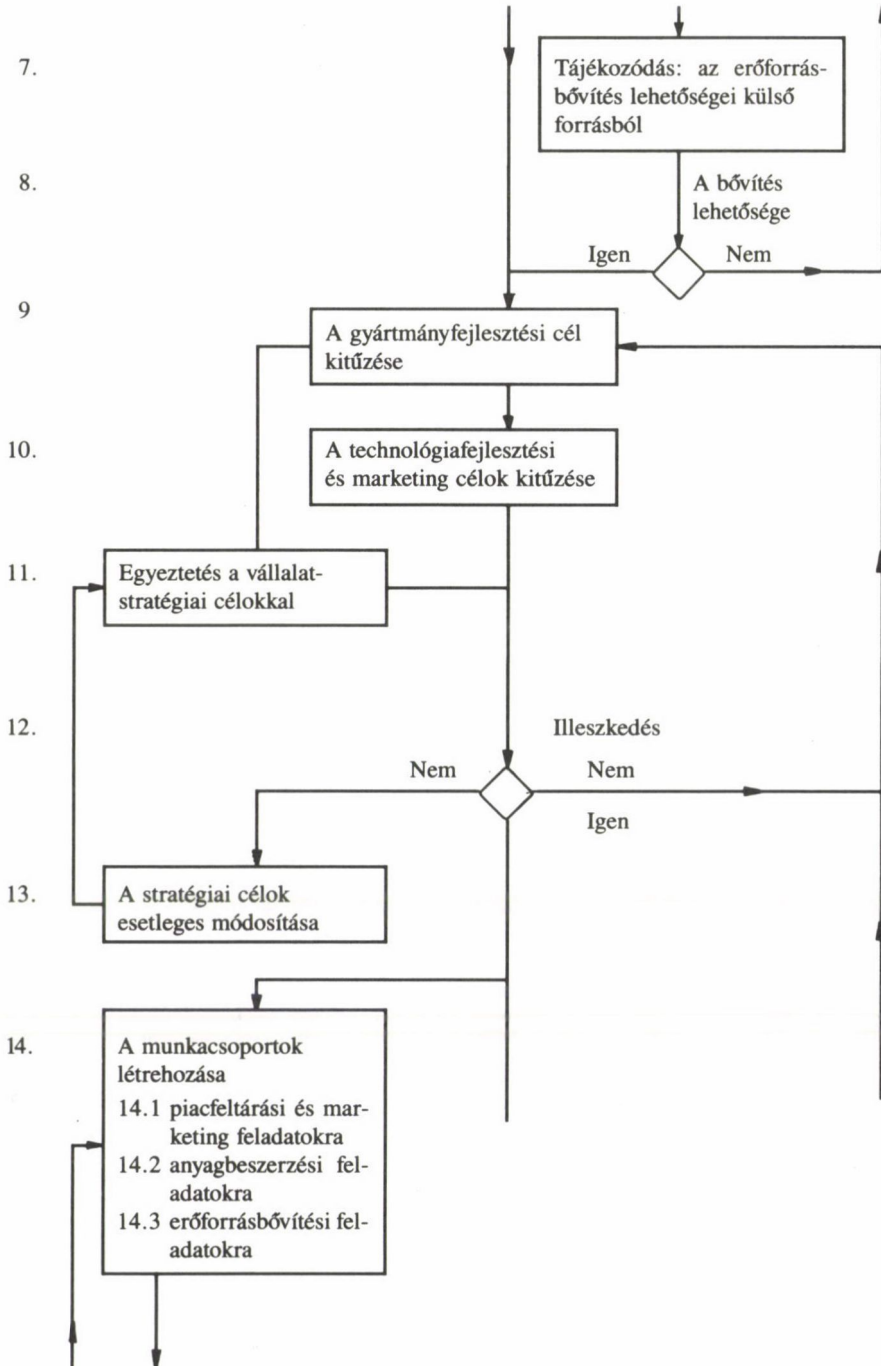 7.
Tájékozódás: az erőforrás-
bővítés lehetőségei külső
forrásból
8.
A bővítés
lehetősége
Igen
Nem
9
A gyártmányfejlesztési cél
kitűzése
10.
A technológiafejlesztési
és marketing célok kitűzése
11.
Egyeztetés a vállalat-
stratégiai célokkal
12.
Illeszkedés
Nem
Nem
Igen
13.
A stratégiai célok
esetleges módosítása
14.
A munkacsoportok
létrehozása
14.1 piacfeltárási és mar-
keting feladatokra
14.2 anyagbeszerzési fel-
adatokra
14.3 erőforrásbővítési fel-
adatokra